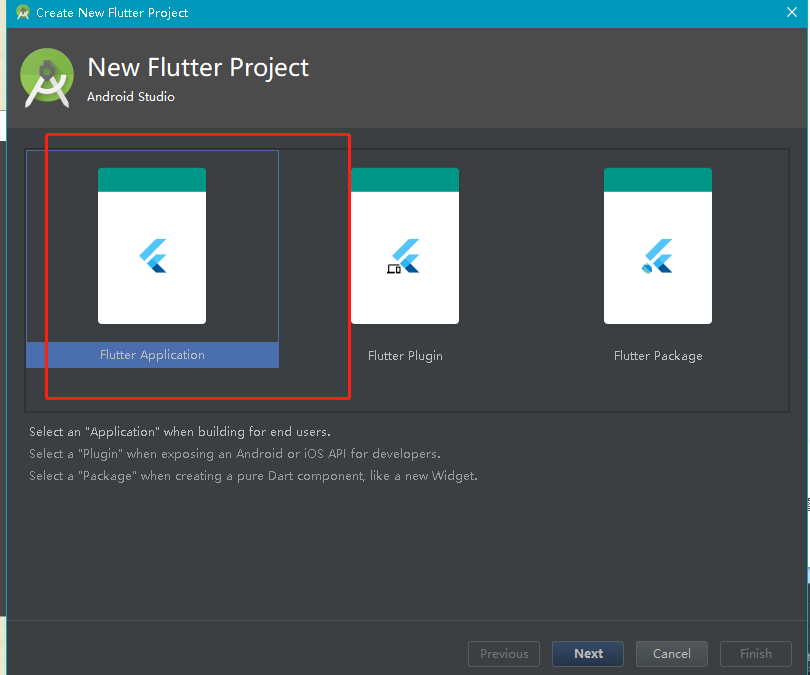 Create New Flutter Project
New Flutter Project
Android Studio
Flutter Application
Flutter Plugin
Flutter Package
Select an "Application" when building for end users.
Select a "Plugin" when exposing an Android or iOS API for developers.
Select a "Package" when creating a pure Dart component, like a new Widget.
Previous
Next
Cancel
Finish